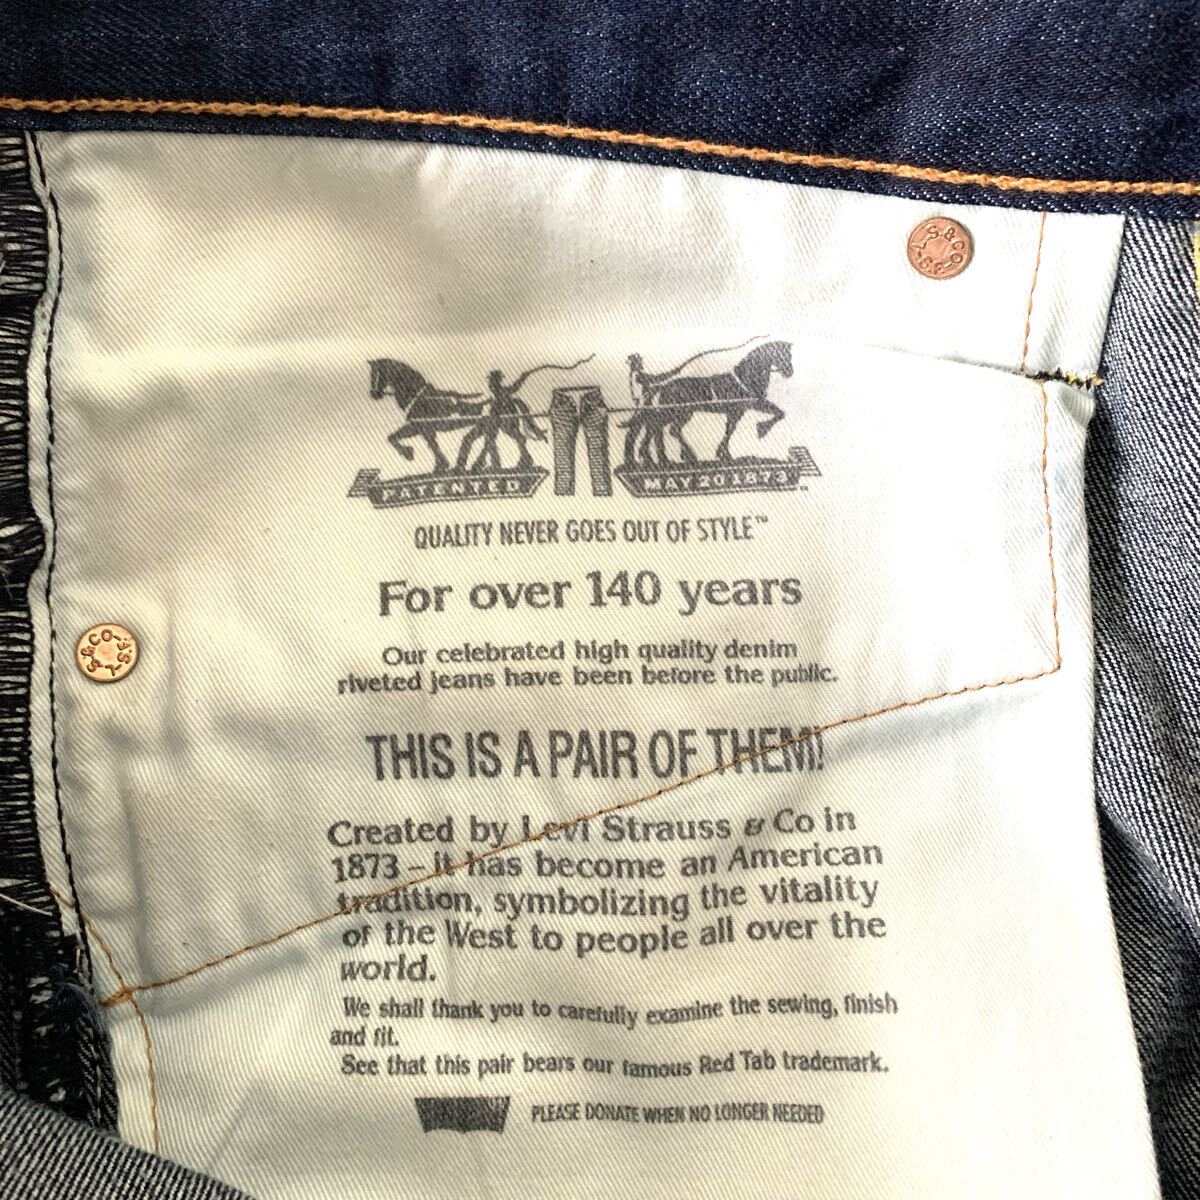 L.S.&CO-S.F.
PATENTED
MAY 20 1873
QUALITY NEVER GOES OUT OF STYLE™
For over 140 years
Our celebrated high quality denim
riveted jeans have been before the public.
THIS IS A PAIR OF THEM!
L.S.&CO-S.F.
Created by Levi Strauss & Co in
1873 – it has become an American
tradition, symbolizing the vitality
of the West to people all over the
world.
We shall thank you to carefully examine the sewing, finish
and fit.
See that this pair bears our famous Red Tab trademark.
PLEASE DONATE WHEN NO LONGER NEEDED